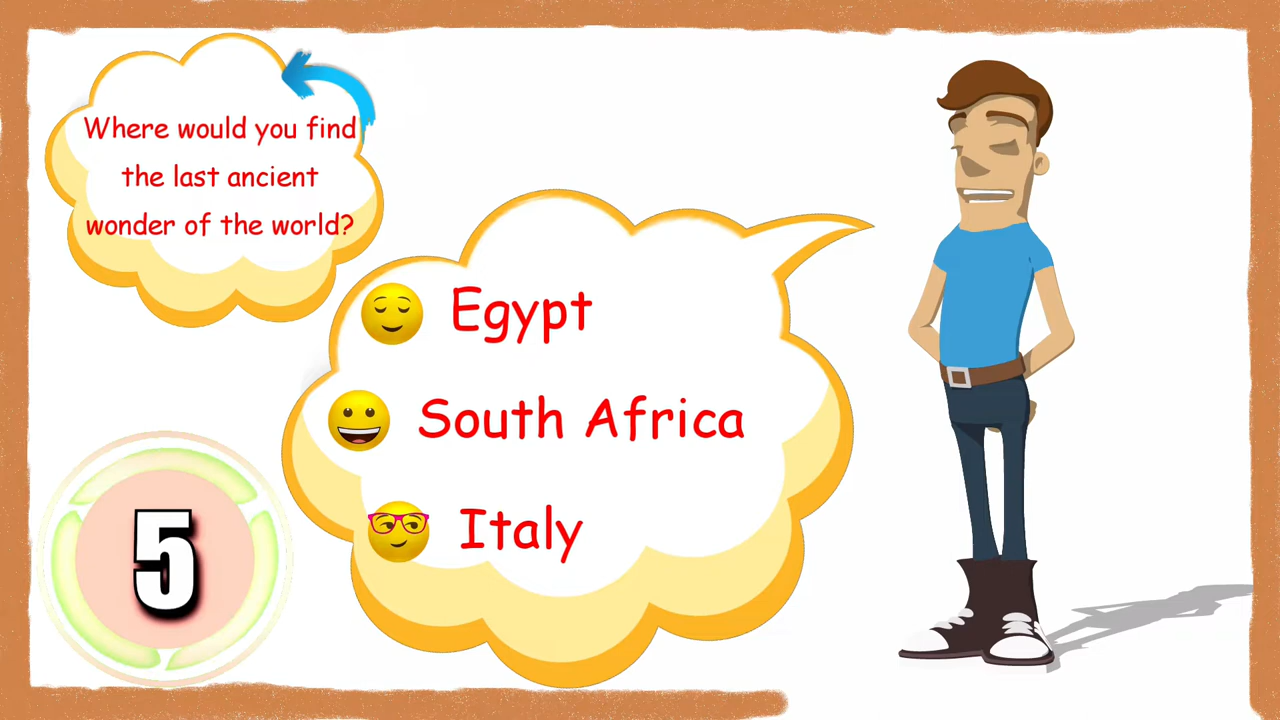 Where would you find
the last ancient
wonder of the world?
Egypt
South Africa
Italy
5